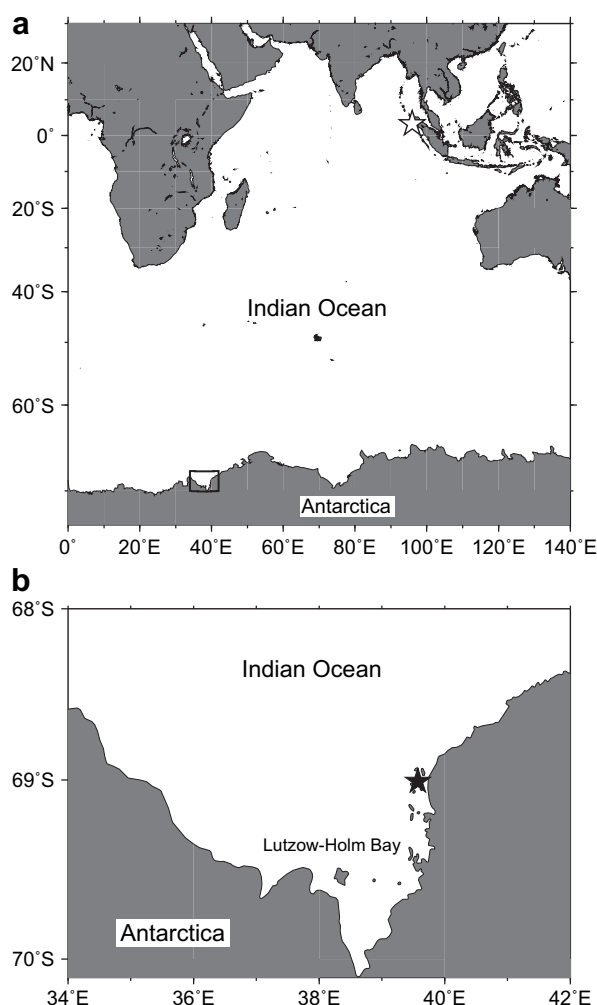 a
20°N
0°
20°S
40°S
Indian Ocean
60°S
Antarctica
0° 20°E 40°E 60°E 80°E 100°E 120°E 140°E
b
68°S
Indian Ocean
69°S
Lutzow-Holm Bay
Antarctica
70°S
34°E 36°E 38°E 40°E 42°E